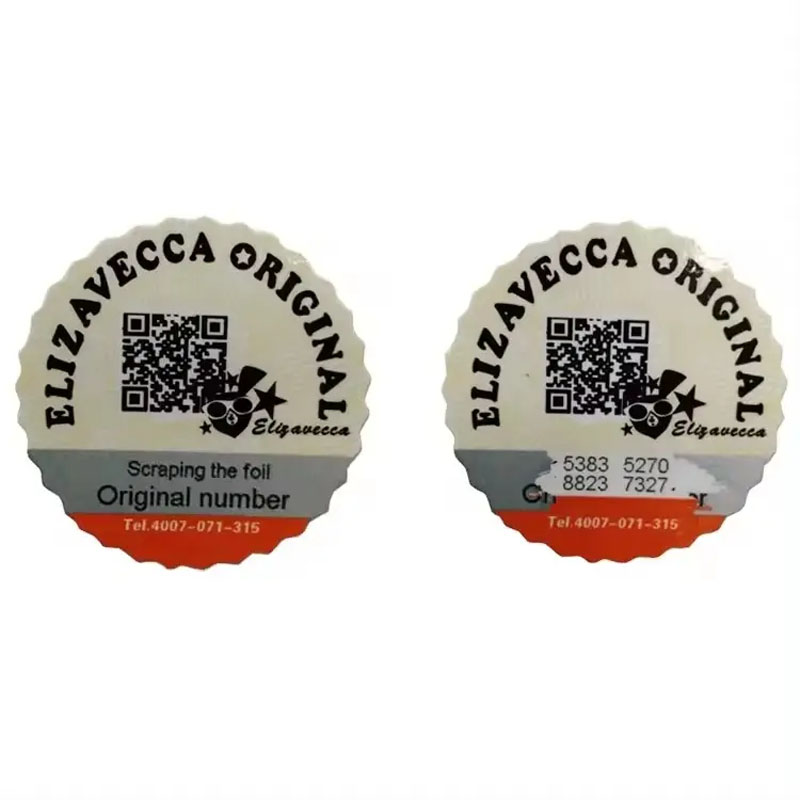 ELIZAVECCA ORIGINAL
Elizavecca
Scraping the foil
Original number
Tel.4007-071-315
ELIZAVECCA ORIGINAL
Elizavecca
5383 5270
8823 7327
Tel.4007-071-315